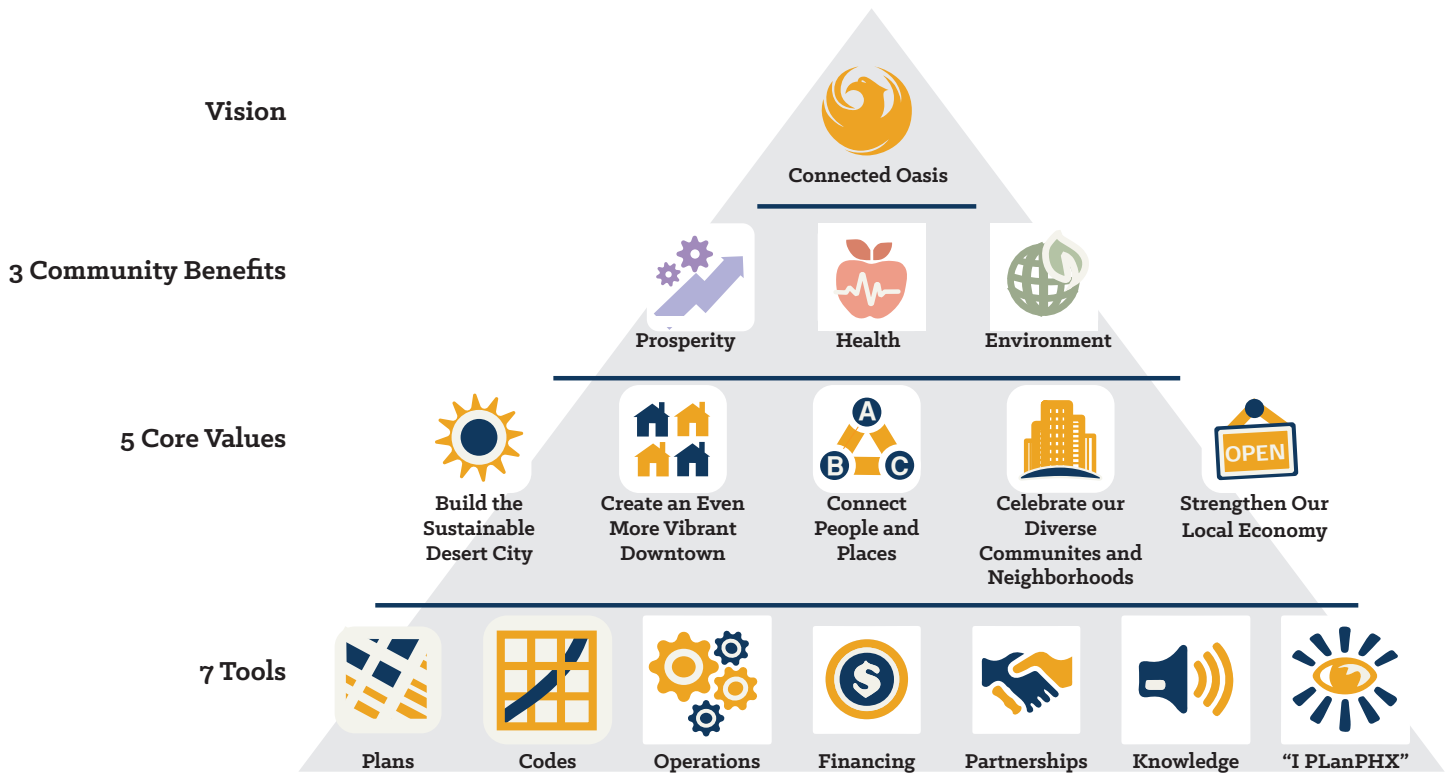 Vision
Connected Oasis
3 Community Benefits
Prosperity
Health
Environment
5 Core Values
A
B
C
OPEN
Build the
Sustainable
Desert City
Create an Even
More Vibrant
Downtown
Connect
People and
Places
Celebrate our
Diverse
Communites and
Neighborhoods
Strengthen Our
Local Economy
7 Tools
$
Plans
Codes
Operations
Financing
Partnerships
Knowledge
“I PLanPHX”